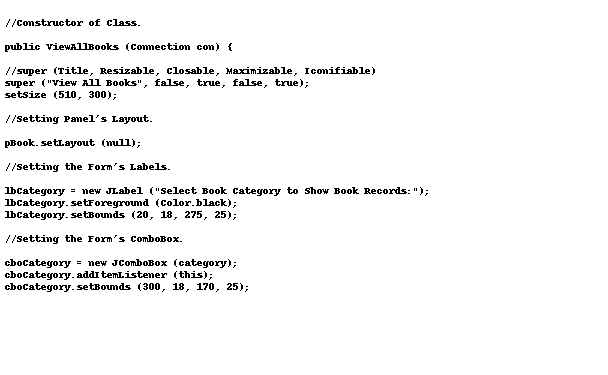 //Constructor of Class.
public ViewAllBooks (Connection con) {
//super (Title, Resizable, Closable, Maximizable, Iconifiable)
super ("View All Books", false, true, false, true);
setSize (510, 300);
//Setting Panel's Layout.
pBook.setLayout (null);
//Setting the Form's Labels.
lbCategory = new JLabel ("Select Book Category to Show Book Records:");
lbCategory.setForeground (Color.black);
lbCategory.setBounds (20, 18, 275, 25);
//Setting the Form's ComboBox.
cboCategory = new JComboBox (category);
cboCategory.addItemListener (this);
cboCategory.setBounds (300, 18, 170, 25);